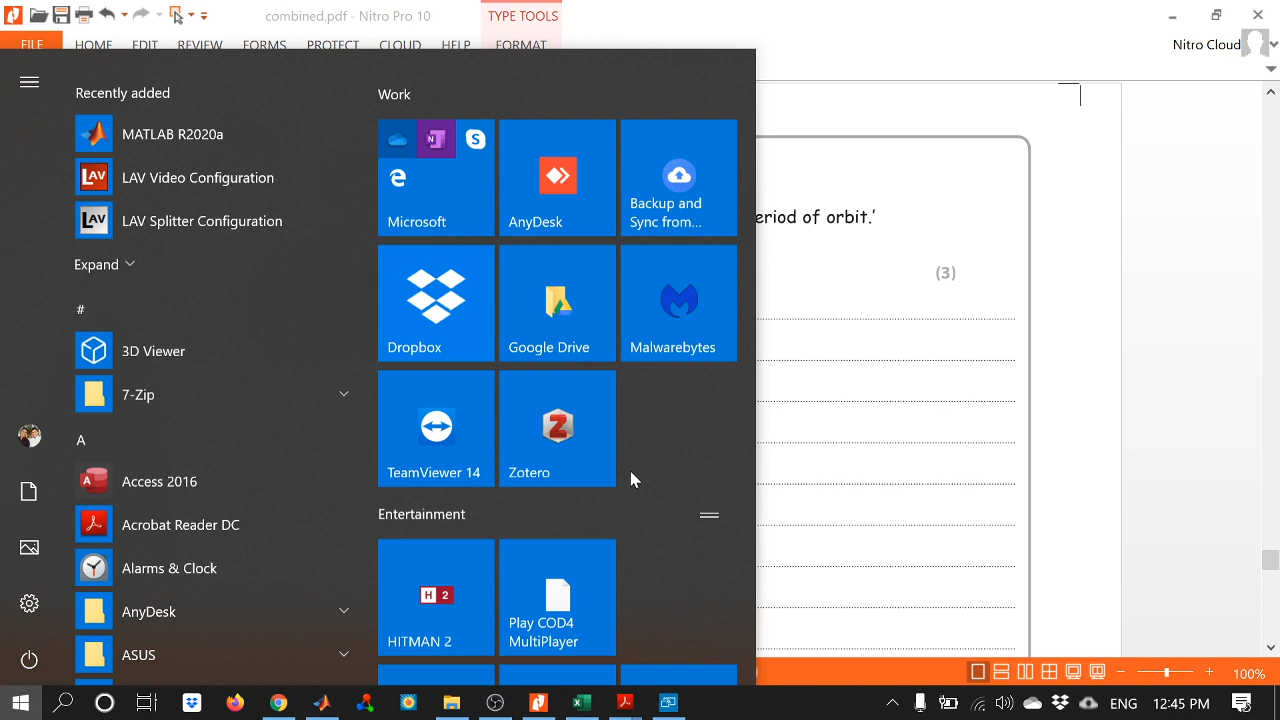 combined.pdf - Nitro Pro 10
TYPE TOOLS
FILE
HOME
EDIT
REVIEW
FORMS
PROTECT
CLOUD
HELP
FORMAT
Nitro Cloud
Recently added
MATLAB R2020a
LAV
LAV Video Configuration
LAV
LAV Splitter Configuration
Expand
#
3D Viewer
7-Zip
A
Access 2016
Acrobat Reader DC
Alarms & Clock
AnyDesk
ASUS
Work
Microsoft
AnyDesk
Backup and
Sync from...
Dropbox
Google Drive
Malwarebytes
TeamViewer 14
Zotero
Entertainment
H 2
HITMAN 2
Play COD4
MultiPlayer
eriod of orbit.'
(3)
100%
ENG
12:45 PM